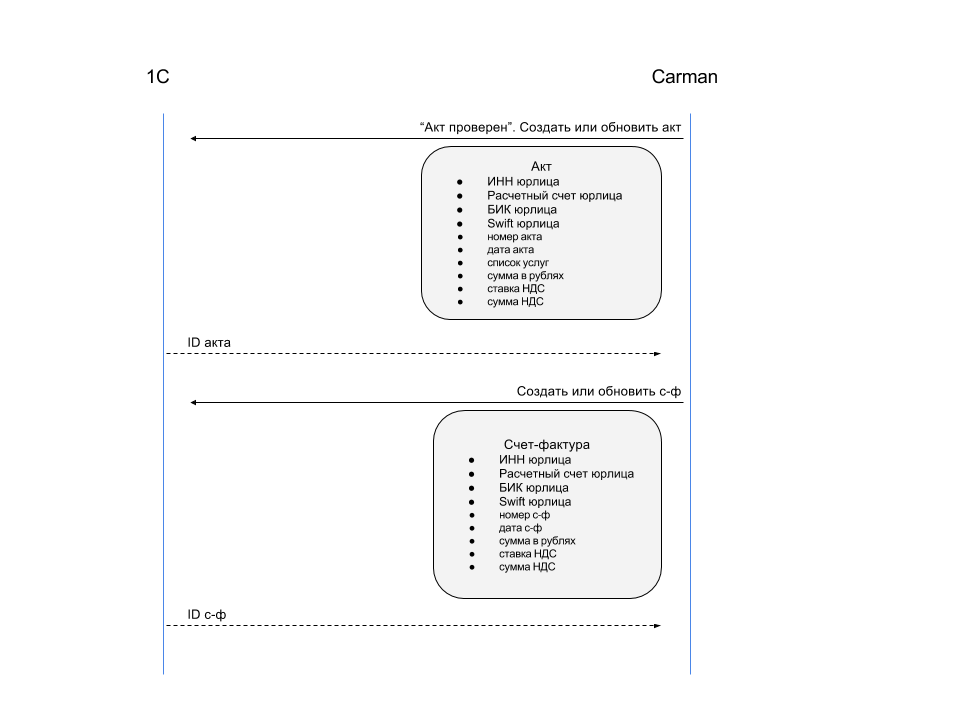 1C
Carman
“Акт проверен”. Создать или обновить акт
Акт
● ИНН юрлица
● Расчетный счет юрлица
● БИК юрлица
● Swift юрлица
● номер акта
● дата акта
● список услуг
● сумма в рублях
● ставка НДС
● сумма НДС
ID акта
Создать или обновить с-ф
Счет-фактура
● ИНН юрлица
● Расчетный счет юрлица
● БИК юрлица
● Swift юрлица
● номер с-ф
● дата с-ф
● сумма в рублях
● ставка НДС
● сумма НДС
ID с-ф